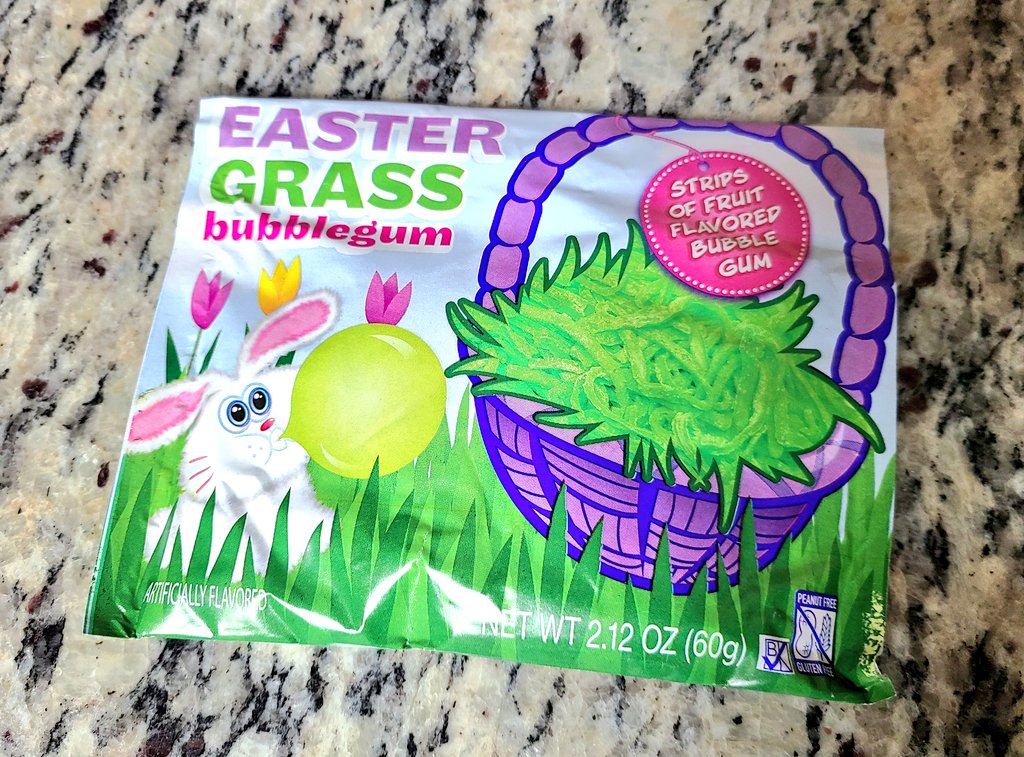 EASTER
GRASS
bubblegum
STRIPS
OF FRUIT
FLAVORED
BUBBLE
GUM
ARTIFICIALLY FLAVORED
NET WT 2.12 OZ (60g)
PEANUT FREE
GLUTEN FREE